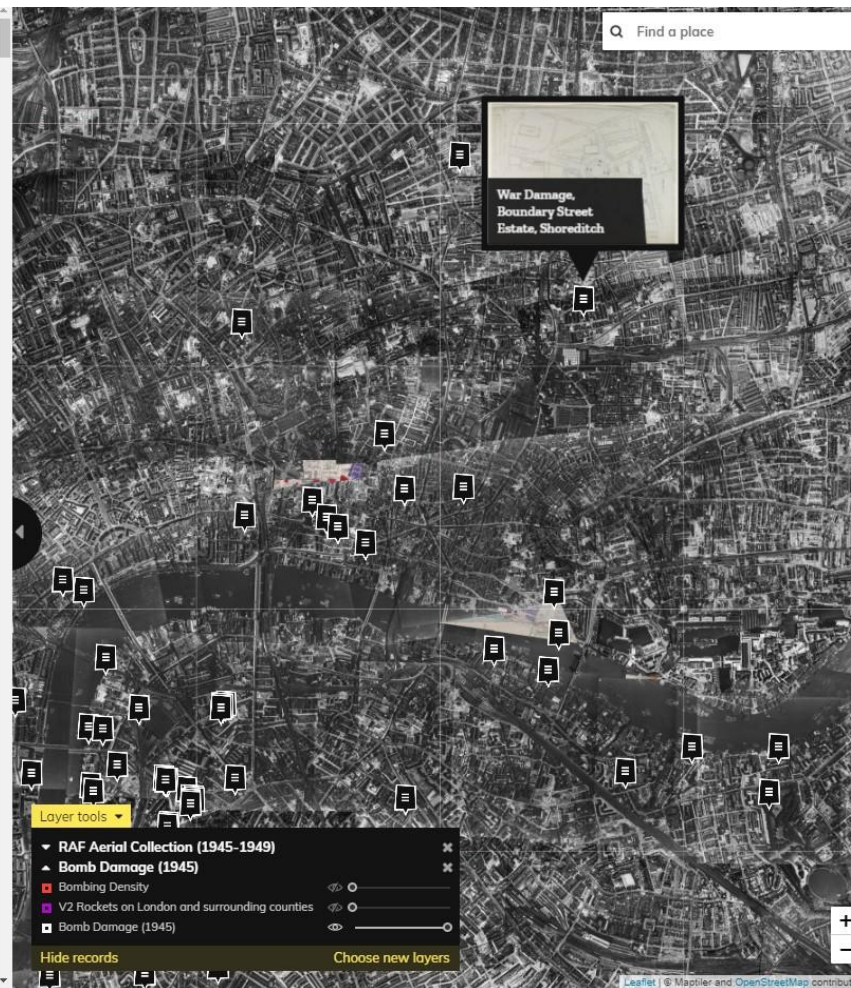 Find a place
War Damage,
Boundary Street
Estate, Shoreditch
Layer tools
RAF Aerial Collection (1945-1949)
Bomb Damage (1945)
Bombing Density
V2 Rockets on London and surrounding counties
Bomb Damage (1945)
Hide records
Choose new layers
+
−
Leaflet | © Maptiler and OpenStreetMap contribut